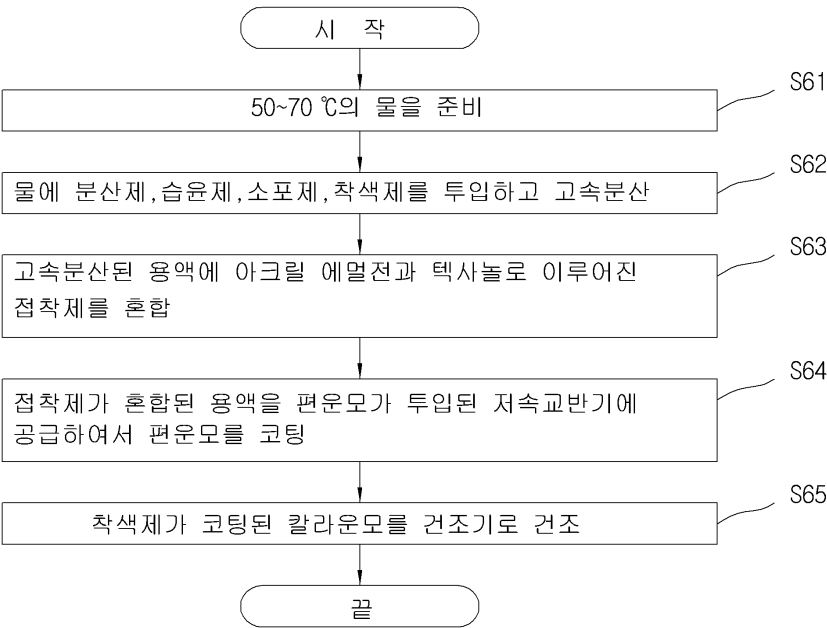 시 작
S61
50~70 ℃의 물을 준비
S62
물에 분산제,습윤제,소포제,착색제를 투입하고 고속분산
S63
고속분산된 용액에 아크릴 에멀전과 텍사놀로 이루어진
접착제를 혼합
S64
접착제가 혼합된 용액을 편운모가 투입된 저속교반기에
공급하여서 편운모를 코팅
S65
착색제가 코팅된 칼라운모를 건조기로 건조
끝